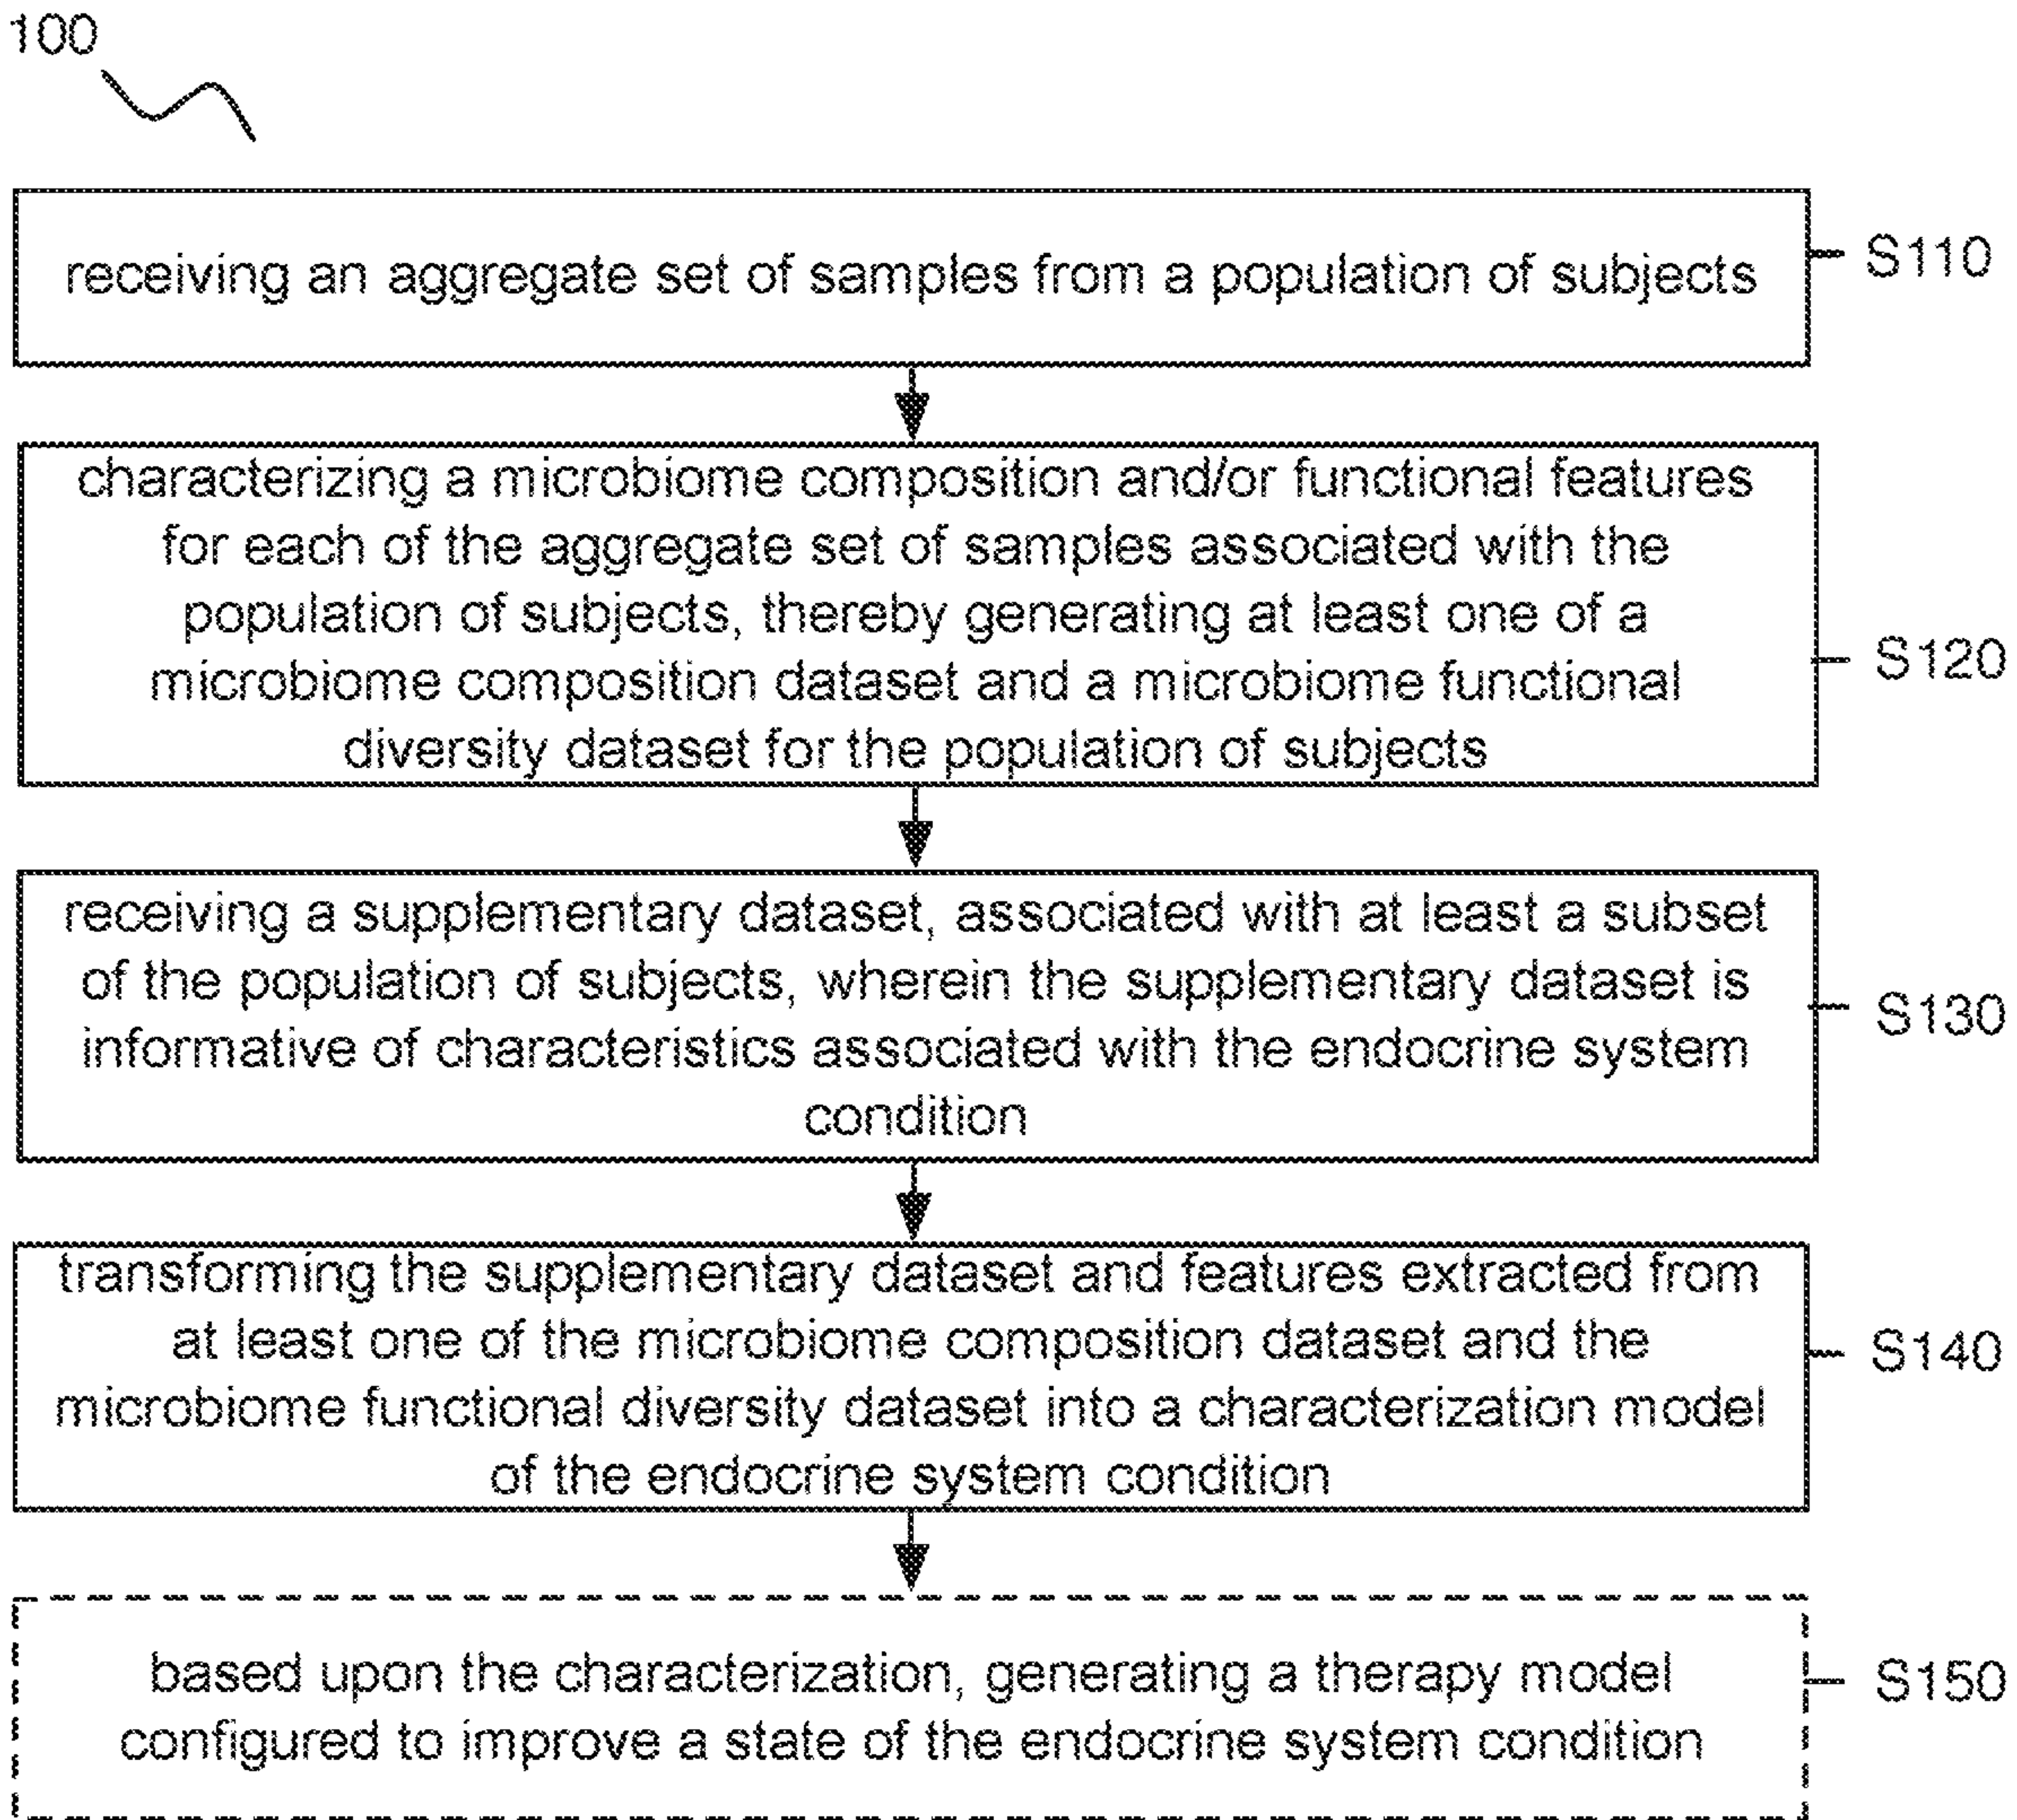 100
receiving an aggregate set of samples from a population of subjects
S110
characterizing a microbiome composition and/or functional features
for each of the aggregate set of samples associated with the
population of subjects, thereby generating at least one of a
microbiome composition dataset and a microbiome functional
diversity dataset for the population of subjects
S120
receiving a supplementary dataset, associated with at least a subset
of the population of subjects, wherein the supplementary dataset is
informative of characteristics associated with the endocrine system
condition
S130
transforming the supplementary dataset and features extracted from
at least one of the microbiome composition dataset and the
microbiome functional diversity dataset into a characterization model
of the endocrine system condition
S140
based upon the characterization, generating a therapy model
configured to improve a state of the endocrine system condition
S150